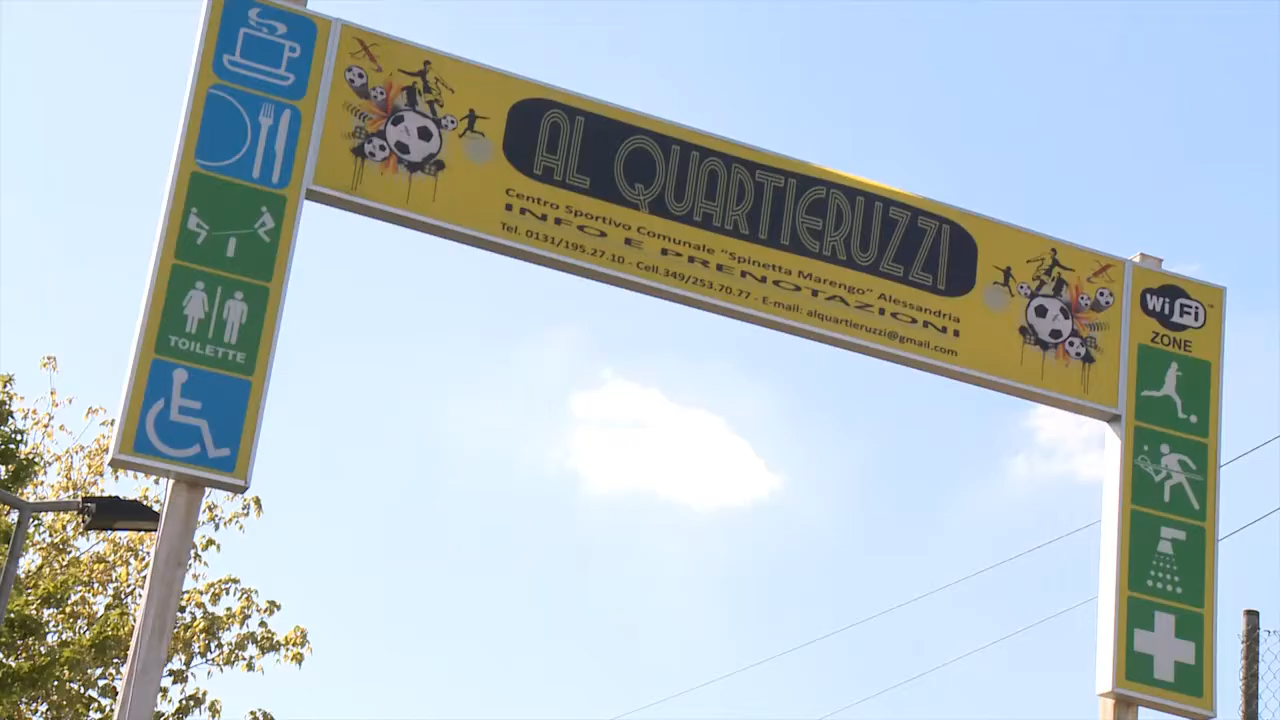 AL QUARTIERUZZI
Centro Sportivo Comunale "Spinetta Marengo" Alessandria
INFO E PRENOTAZIONI
Tel. 0131/195.27.10 - Cell.349/253.70.77 - E-mail: alquartieruzzi@gmail.com
TOILETTE
Wi Fi
ZONE